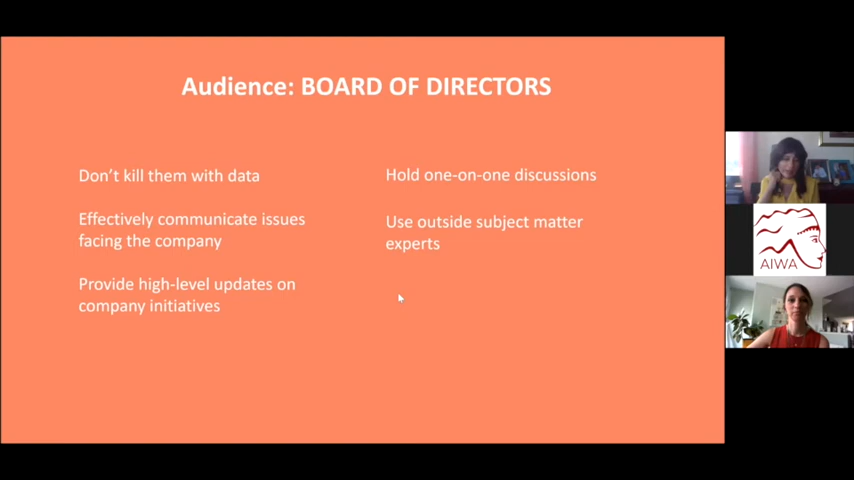 Audience: BOARD OF DIRECTORS
Don't kill them with data
Effectively communicate issues
facing the company
Provide high-level updates on
company initiatives
Hold one-on-one discussions
Use outside subject matter
experts
AIWA